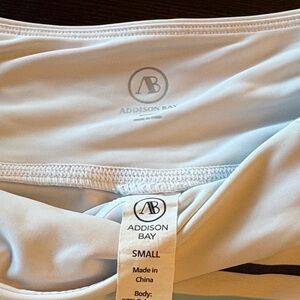 AB
ADDISON BAY
AB
ADDISON
BAY
SMALL
Made in
China
Body: